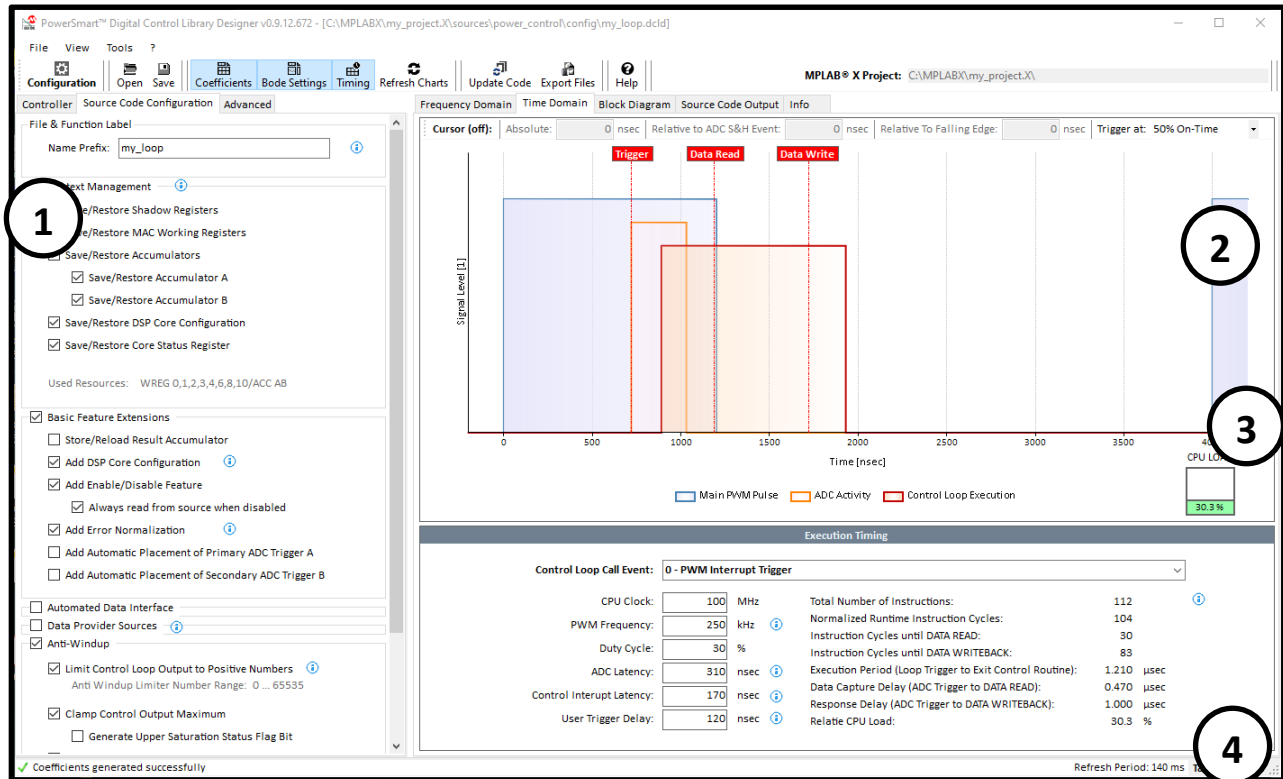 PowerSmart™ Digital Control Library Designer v0.9.12.672 - [C:\MPLABX\my_project.X\sources\power_control\config\my_loop.dcld]
File View Tools ?
Configuration Open Save Coefficients Bode Settings Timing Refresh Charts Update Code Export Files Help MPLAB® X Project: C:\MPLABX\my_project.X\
Controller Source Code Configuration Advanced
File & Function Label
Name Prefix: my_loop
Management
/Restore Shadow Registers
/Restore MAC Working Registers
Save/Restore Accumulators
Save/Restore Accumulator A
Save/Restore Accumulator B
Save/Restore DSP Core Configuration
Save/Restore Core Status Register
Used Resources: WREG 0,1,2,3,4,6,8,10/ACC AB
Basic Feature Extensions
Store/Reload Result Accumulator
Add DSP Core Configuration
Add Enable/Disable Feature
Always read from source when disabled
Add Error Normalization
Add Automatic Placement of Primary ADC Trigger A
Add Automatic Placement of Secondary ADC Trigger B
Automated Data Interface
Data Provider Sources
Anti-Windup
Limit Control Loop Output to Positive Numbers
Anti Windup Limiter Number Range: 0 ... 65535
Clamp Control Output Maximum
Generate Upper Saturation Status Flag Bit
1
Frequency Domain Time Domain Block Diagram Source Code Output Info
Cursor (off): Absolute: 0 nsec Relative to ADC S&H Event: 0 nsec Relative To Falling Edge: 0 nsec Trigger at: 50% On-Time
Trigger Data Read Data Write
Signal Level [1]
2
3
0 500 1000 1500 2000 2500 3000 3500
Time [nsec]
CPU
30.3 %
Main PWM Pulse ADC Activity Control Loop Execution
Execution Timing
Control Loop Call Event: 0 - PWM Interrupt Trigger
CPU Clock: 100 MHz
PWM Frequency: 250 kHz
Duty Cycle: 30 %
ADC Latency: 310 nsec
Control Interupt Latency: 170 nsec
User Trigger Delay: 120 nsec
Total Number of Instructions: 112
Normalized Runtime Instruction Cycles: 104
Instruction Cycles until DATA READ: 30
Instruction Cycles until DATA WRITEBACK: 83
Execution Period (Loop Trigger to Exit Control Routine): 1.210 µsec
Data Capture Delay (ADC Trigger to DATA READ): 0.470 µsec
Response Delay (ADC Trigger to DATA WRITEBACK): 1.000 µsec
Relatie CPU Load: 30.3 %
4
Coefficients generated successfully
Refresh Period: 140 ms